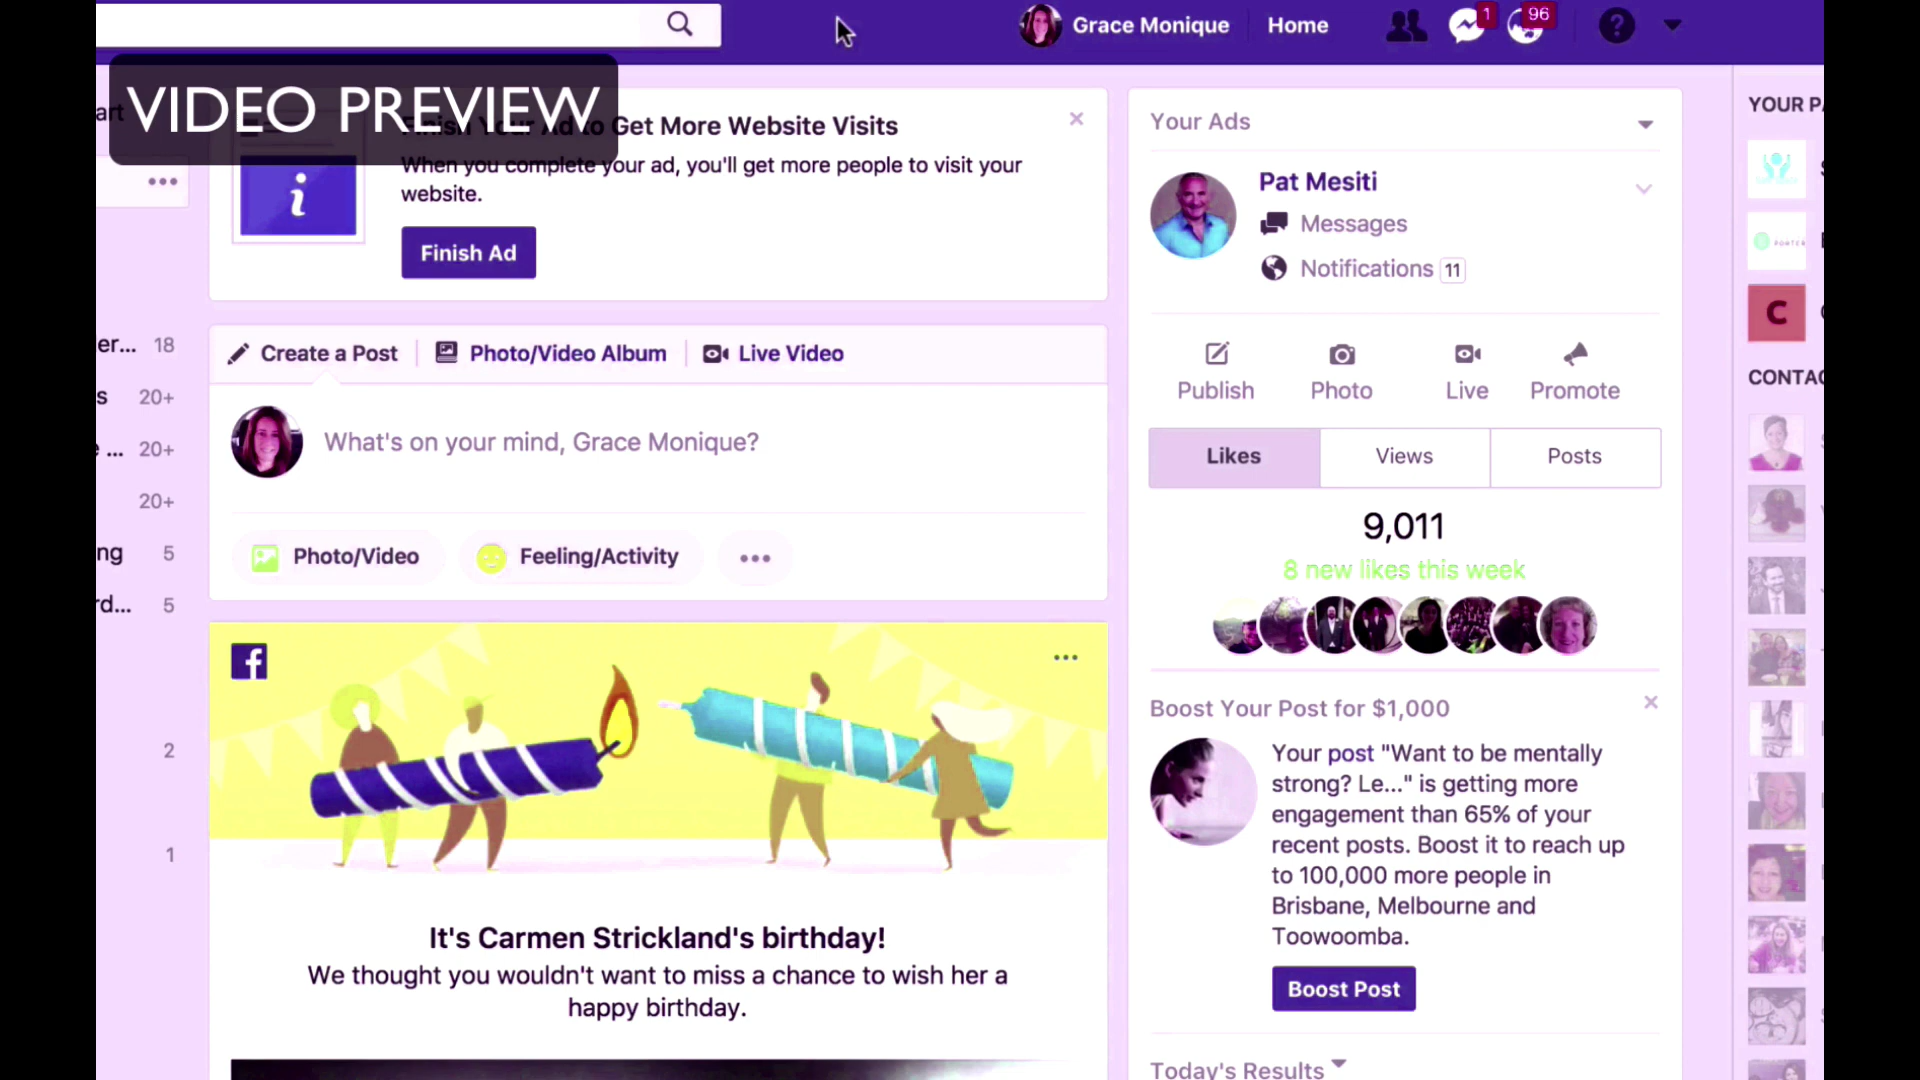 Grace Monique
Home
1
96
?
VIDEO PREVIEW
art
Finish Your Ad to Get More Website Visits
When you complete your ad, you'll get more people to visit your
website.
Finish Ad
er... 18
s 20+
... 20+
20+
ng 5
rd... 5
2
1
Create a Post
Photo/Video Album
Live Video
What's on your mind, Grace Monique?
Photo/Video
Feeling/Activity
It's Carmen Strickland's birthday!
We thought you wouldn't want to miss a chance to wish her a
happy birthday.
Your Ads
Pat Mesiti
Messages
Notifications 11
Publish
Photo
Live
Promote
Likes
Views
Posts
9,011
8 new likes this week
Boost Your Post for $1,000
Your post "Want to be mentally
strong? Le..." is getting more
engagement than 65% of your
recent posts. Boost it to reach up
to 100,000 more people in
Brisbane, Melbourne and
Toowoomba.
Boost Post
Today's Results
YOUR PA
C
CONTAC